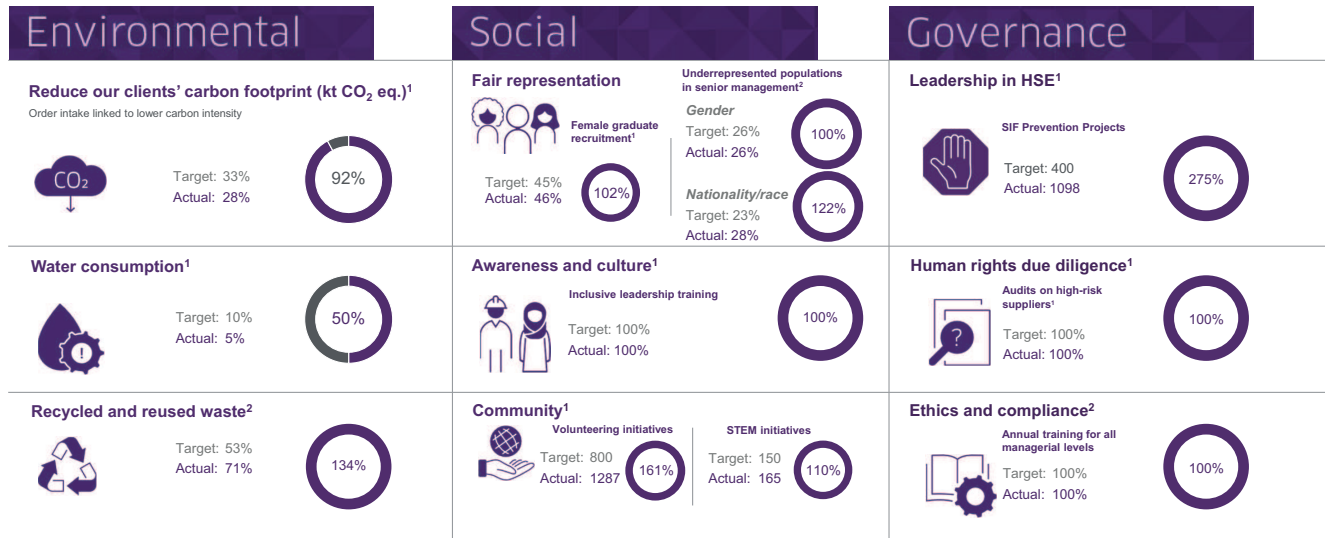 Environmental
Reduce our clients' carbon footprint (kt CO₂ eq.)¹
Order intake linked to lower carbon intensity
CO₂
Target: 33%
Actual: 28%
92%
Water consumption¹
!
Target: 10%
Actual: 5%
50%
Recycled and reused waste²
Target: 53%
Actual: 71%
134%
Social
Fair representation
Female graduate
recruitment¹
Target: 45%
Actual: 46%
102%
Underrepresented populations
in senior management²
Gender
Target: 26%
Actual: 26%
100%
Nationality/race
Target: 23%
Actual: 28%
122%
Awareness and culture¹
Inclusive leadership training
Target: 100%
Actual: 100%
100%
Community¹
Volunteering initiatives
Target: 800
Actual: 1287
161%
STEM initiatives
Target: 150
Actual: 165
110%
Governance
Leadership in HSE¹
SIF Prevention Projects
Target: 400
Actual: 1098
275%
Human rights due diligence¹
Audits on high-risk
suppliers¹
?
Target: 100%
Actual: 100%
100%
Ethics and compliance²
Annual training for all
managerial levels
Target: 100%
Actual: 100%
100%